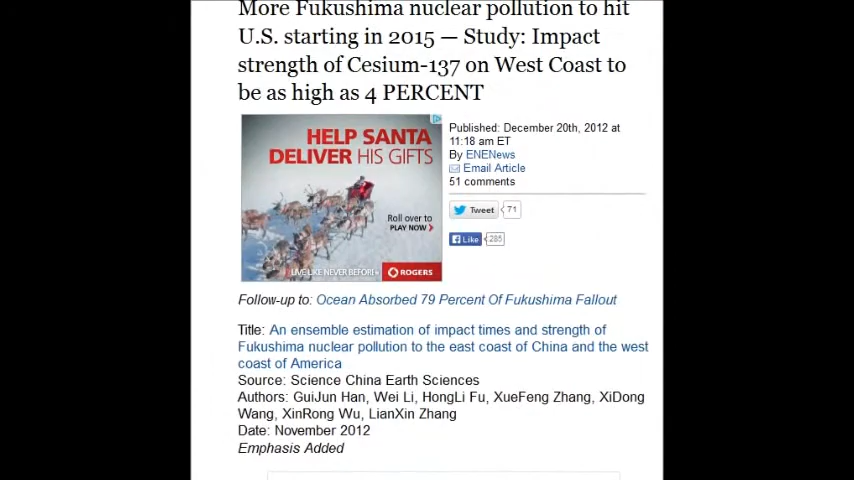 More Fukushima nuclear pollution to hit
U.S. starting in 2015 — Study: Impact
strength of Cesium-137 on West Coast to
be as high as 4 PERCENT
HELP SANTA
DELIVER HIS GIFTS
Roll over to
PLAY NOW
LIVE LIKE NEVER BEFORE
ROGERS
Published: December 20th, 2012 at
11:18 am ET
By ENENews
Email Article
51 comments
Tweet 71
Like 285
Follow-up to: Ocean Absorbed 79 Percent Of Fukushima Fallout
Title: An ensemble estimation of impact times and strength of
Fukushima nuclear pollution to the east coast of China and the west
coast of America
Source: Science China Earth Sciences
Authors: GuiJun Han, Wei Li, HongLi Fu, XueFeng Zhang, XiDong
Wang, XinRong Wu, LianXin Zhang
Date: November 2012
Emphasis Added